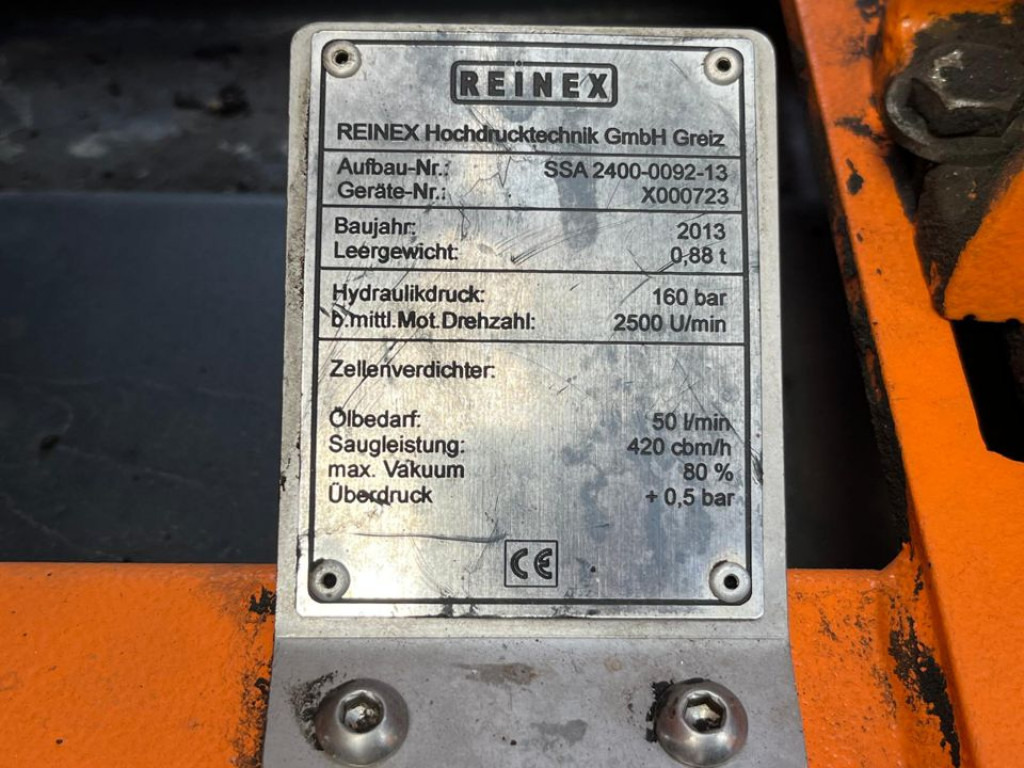 REINEX
REINEX Hochdrucktechnik GmbH Greiz
Aufbau-Nr.: SSA 2400-0092-13
Geräte-Nr.: X000723
Baujahr: 2013
Leergewicht: 0,88 t
Hydraulikdruck: 160 bar
b.mittl.Mot.Drehzahl: 2500 U/min
Zellenverdichter:
Ölbedarf: 50 l/min
Saugleistung: 420 cbm/h
max. Vakuum 80 %
Überdruck + 0,5 bar
CE